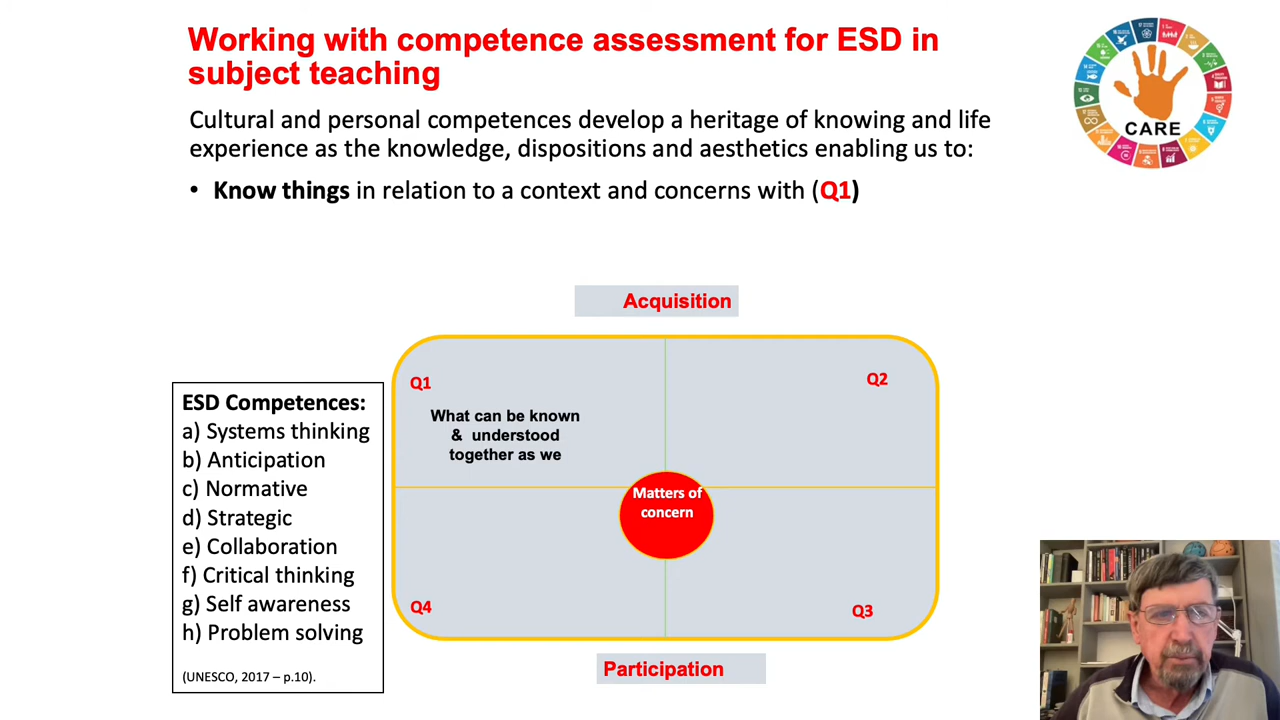 Working with competence assessment for ESD in
subject teaching
Cultural and personal competences develop a heritage of knowing and life
experience as the knowledge, dispositions and aesthetics enabling us to:
• Know things in relation to a context and concerns with (Q1)
CARE
Acquisition
Q1
Q2
What can be known
& understood
together as we
Matters of
concern
Q4
Q3
Participation
ESD Competences:
a) Systems thinking
b) Anticipation
c) Normative
d) Strategic
e) Collaboration
f) Critical thinking
g) Self awareness
h) Problem solving
(UNESCO, 2017 – p.10).